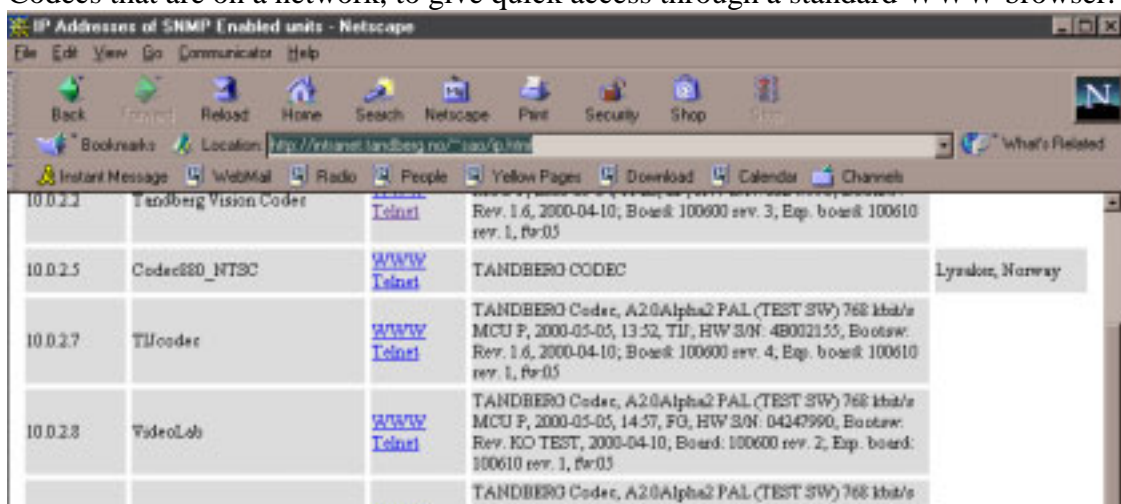 Codecs that are on a network, to give quick access through a standard WWW browser.
IP Addresses of SNMP Enabled units - Netscape
File Edit View Go Communicator Help
Back Reload Home Search Netscape Print Security Shop
Bookmarks Location: http://intranet.tandberg.no/~sao/ip.html What's Related
Instant Message WebMail Radio People Yellow Pages Download Calendar Channels
10.0.2.2 Tandberg Vision Codec Telnet Rev. 1.6, 2000-04-10; Board: 100600 rev. 3; Exp. board: 100610
rev. 1, fw:05
10.0.2.5 Codec880_NTSC WWW Telnet TANDBERG CODEC Lysaker, Norway
10.0.2.7 TIJcodec WWW Telnet TANDBERG Codec, A2.0Alpha2 PAL (TEST SW) 768 kbit/s
MCU P, 2000-05-05, 13:52, TIJ, HW S/N: 4B002155, Bootsw:
Rev. 1.6, 2000-04-10; Board: 100600 rev. 4, Exp. board: 100610
rev. 1, fw:05
10.0.2.8 VideoLab WWW Telnet TANDBERG Codec, A2.0Alpha2 PAL (TEST SW) 768 kbit/s
MCU P, 2000-05-05, 14:57, FG, HW S/N: 04247990, Bootsw:
Rev. KO TEST, 2000-04-10; Board: 100600 rev. 2, Exp. board:
100610 rev. 1, fw:05
TANDBERG Codec, A2.0Alpha2 PAL (TEST SW) 768 kbit/s